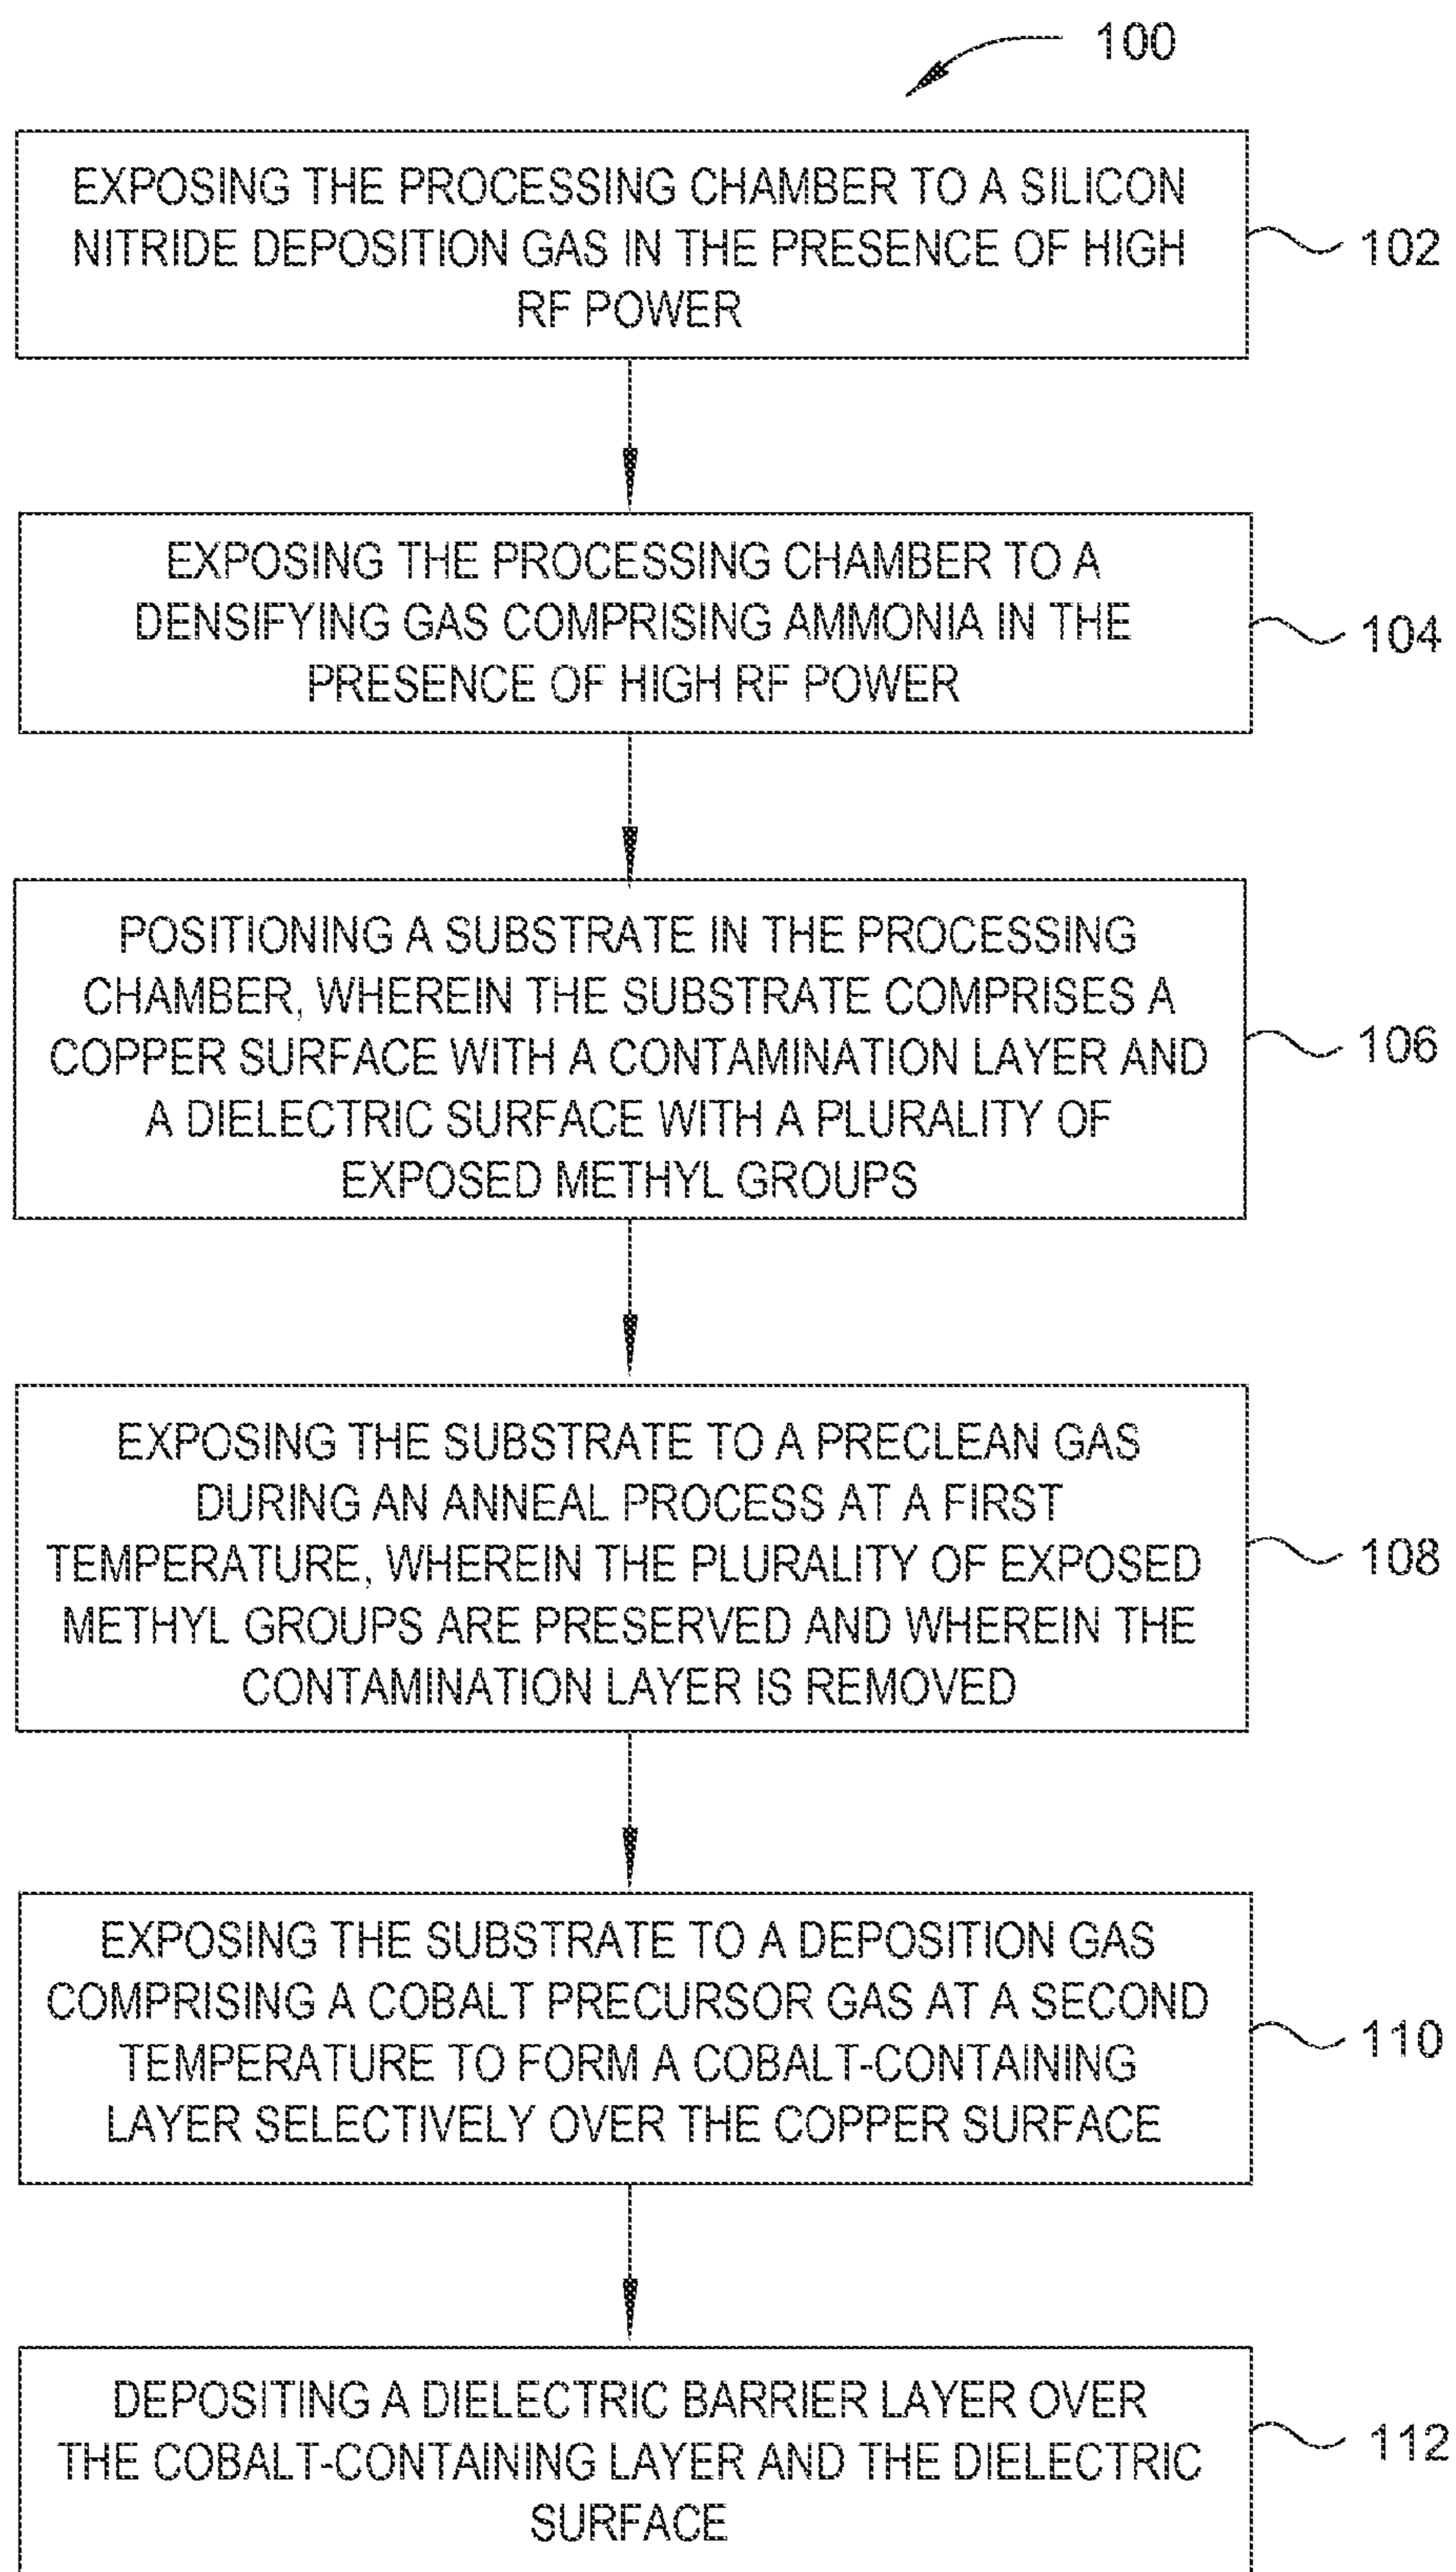 100
EXPOSING THE PROCESSING CHAMBER TO A SILICON
NITRIDE DEPOSITION GAS IN THE PRESENCE OF HIGH
RF POWER
102
EXPOSING THE PROCESSING CHAMBER TO A
DENSIFYING GAS COMPRISING AMMONIA IN THE
PRESENCE OF HIGH RF POWER
104
POSITIONING A SUBSTRATE IN THE PROCESSING
CHAMBER, WHEREIN THE SUBSTRATE COMPRISES A
COPPER SURFACE WITH A CONTAMINATION LAYER AND
A DIELECTRIC SURFACE WITH A PLURALITY OF
EXPOSED METHYL GROUPS
106
EXPOSING THE SUBSTRATE TO A PRECLEAN GAS
DURING AN ANNEAL PROCESS AT A FIRST
TEMPERATURE, WHEREIN THE PLURALITY OF EXPOSED
METHYL GROUPS ARE PRESERVED AND WHEREIN THE
CONTAMINATION LAYER IS REMOVED
108
EXPOSING THE SUBSTRATE TO A DEPOSITION GAS
COMPRISING A COBALT PRECURSOR GAS AT A SECOND
TEMPERATURE TO FORM A COBALT-CONTAINING
LAYER SELECTIVELY OVER THE COPPER SURFACE
110
DEPOSITING A DIELECTRIC BARRIER LAYER OVER
THE COBALT-CONTAINING LAYER AND THE DIELECTRIC
SURFACE
112